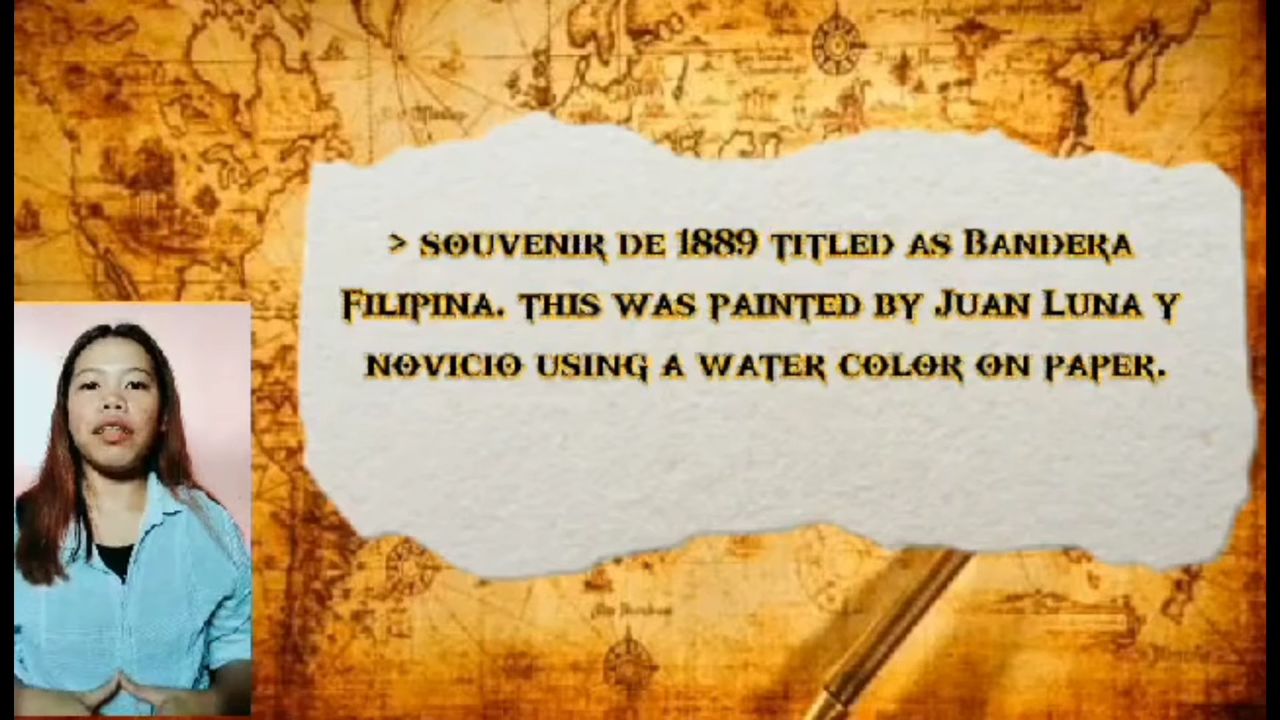 > souvenir de 1889 titled as Bandera
Filipina. this was painted by Juan Luna y
novicio using a water color on paper.